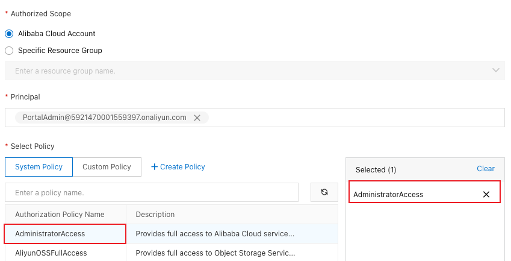 * Authorized Scope
Alibaba Cloud Account
Specific Resource Group
Enter a resource group name.
* Principal
PortalAdmin@5921470001559397.onaliyun.com
* Select Policy
System Policy Custom Policy + Create Policy
Enter a policy name.
Authorization Policy Name Description
AdministratorAccess Provides full access to Alibaba Cloud service...
AliyunOSSFullAccess Provides full access to Object Storage Servic...
Selected (1) Clear
AdministratorAccess